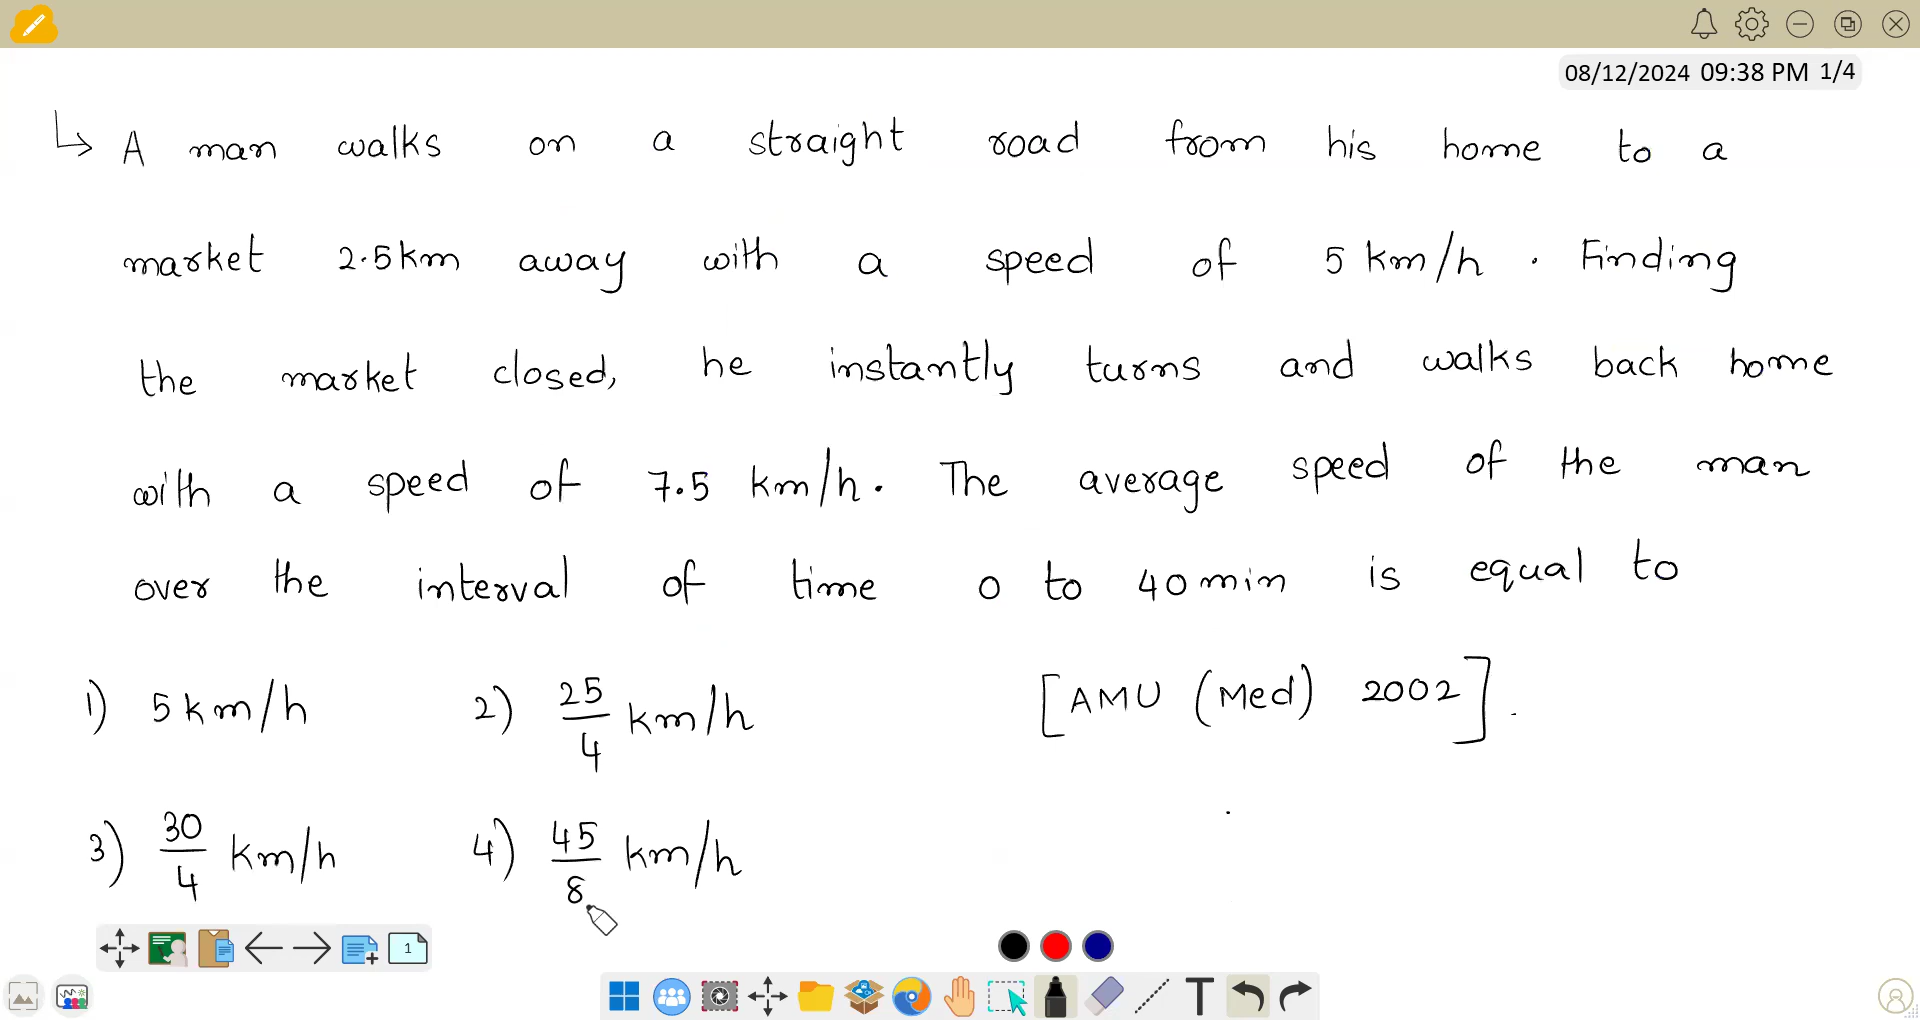 08/12/2024 09:38 PM 1/4
↳ A man walks on a straight road from his home to a
market 2.5km away with a speed of 5 km/h . Finding
the market closed, he instantly turns and walks back home
with a speed of 7.5 km/h. The average speed of the man
over the interval of time 0 to 40 min is equal to
1) 5 km/h 2) 25/4 km/h [AMU (Med) 2002].
3) 30/4 km/h 4) 45/8 km/h
1
T